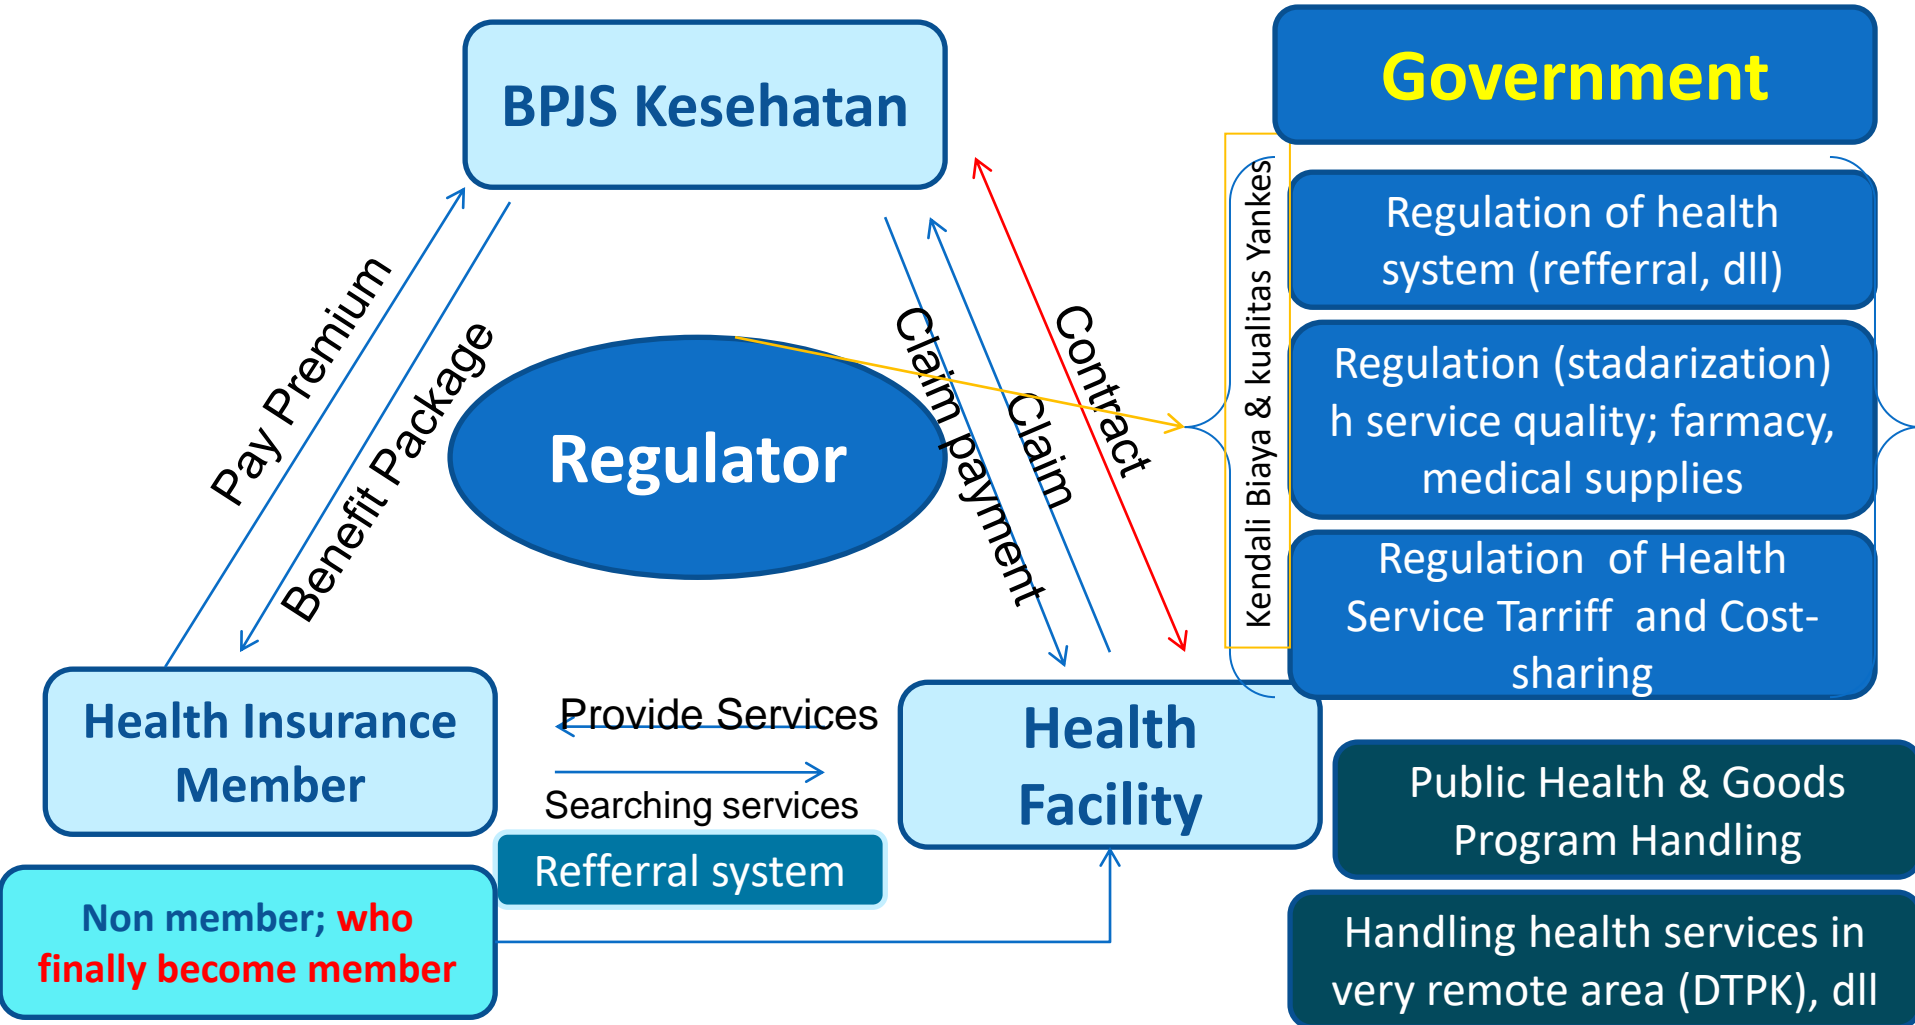 BPJS Kesehatan
Government
Kendali Biaya & kualitas Yankes
Regulation of health
system (refferral, dll)
Regulation (stadarization)
h service quality; farmacy,
medical supplies
Regulation of Health
Service Tarriff and Cost-
sharing
Pay Premium
Benefit Package
Regulator
Claim payment
Claim
Contract
Health Insurance
Member
Provide Services
Searching services
Health
Facility
Refferral system
Non member; who
finally become member
Public Health & Goods
Program Handling
Handling health services in
very remote area (DTPK), dll